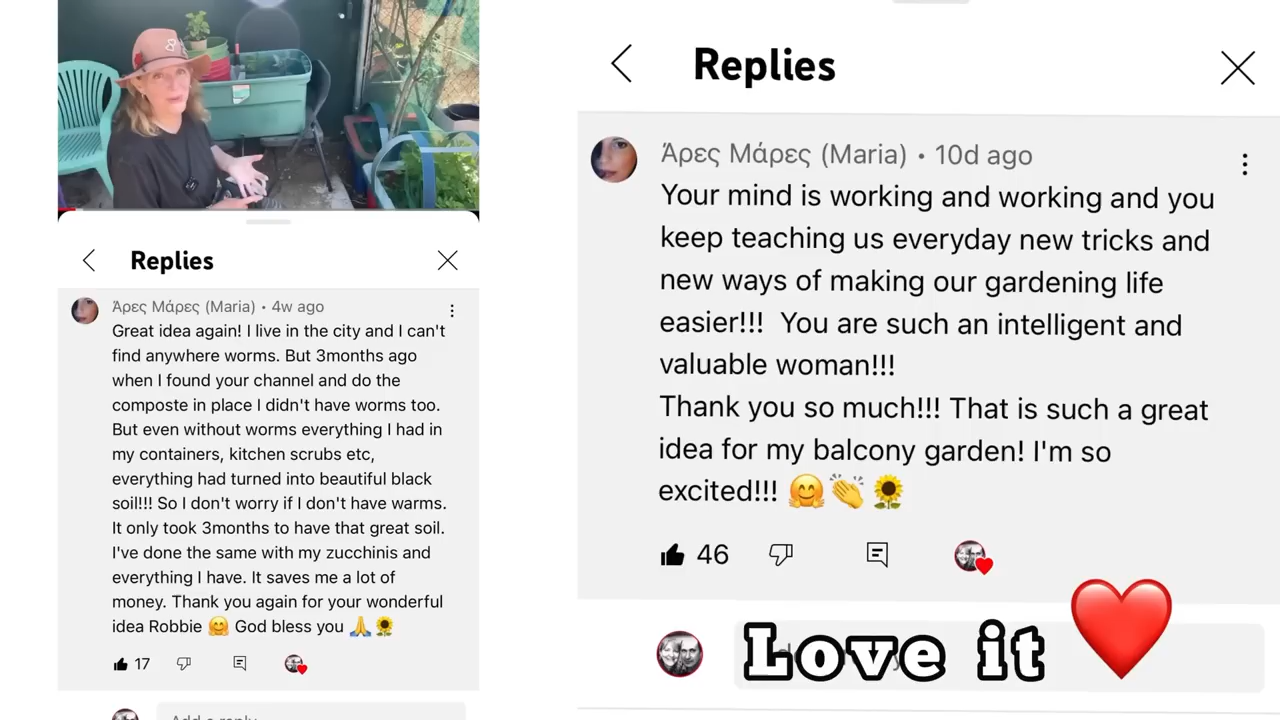 Replies
Άρες Μάρες (Maria) • 4w ago
Great idea again! I live in the city and I can't
find anywhere worms. But 3months ago
when I found your channel and do the
composte in place I didn't have worms too.
But even without worms everything I had in
my containers, kitchen scrubs etc,
everything had turned into beautiful black
soil!!! So I don't worry if I don't have warms.
It only took 3months to have that great soil.
I've done the same with my zucchinis and
everything I have. It saves me a lot of
money. Thank you again for your wonderful
idea Robbie 🤗 God bless you 🙏🌻
17
Add a reply...
Replies
Άρες Μάρες (Maria) • 10d ago
Your mind is working and working and you
keep teaching us everyday new tricks and
new ways of making our gardening life
easier!!! You are such an intelligent and
valuable woman!!!
Thank you so much!!! That is such a great
idea for my balcony garden! I'm so
excited!!! 🤗👏🌻
46
Love it ❤️